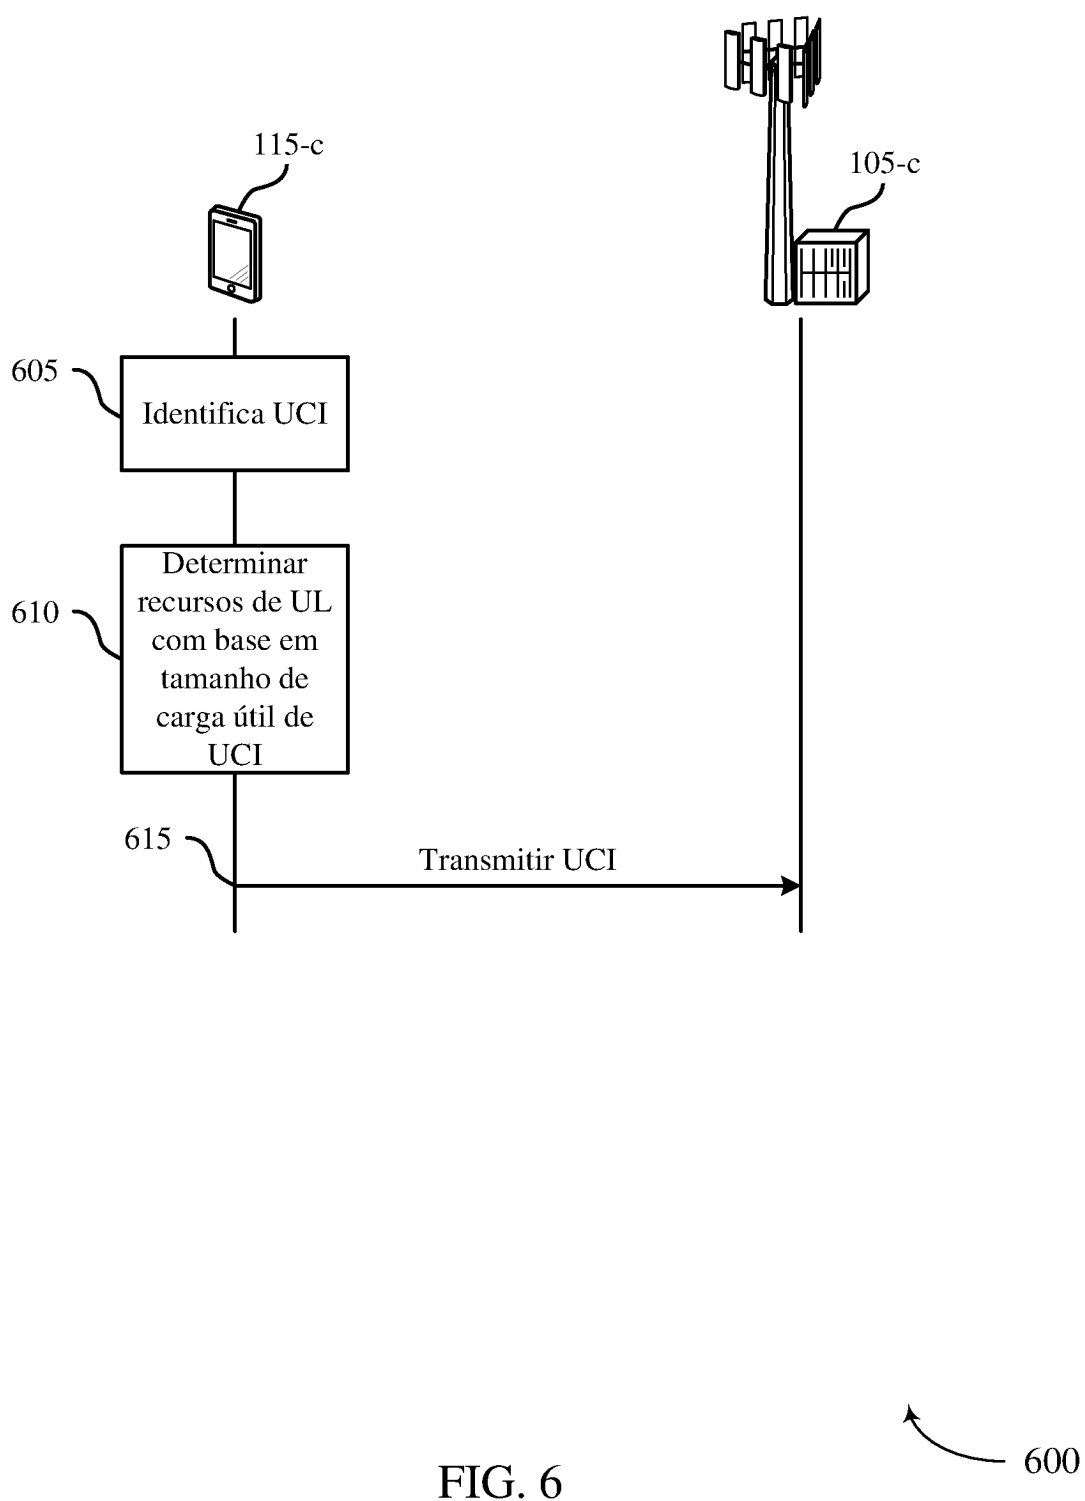 115-c
105-c
605
Identifica UCI
610
Determinar
recursos de UL
com base em
tamanho de
carga útil de
UCI
615
Transmitir UCI
600
FIG. 6